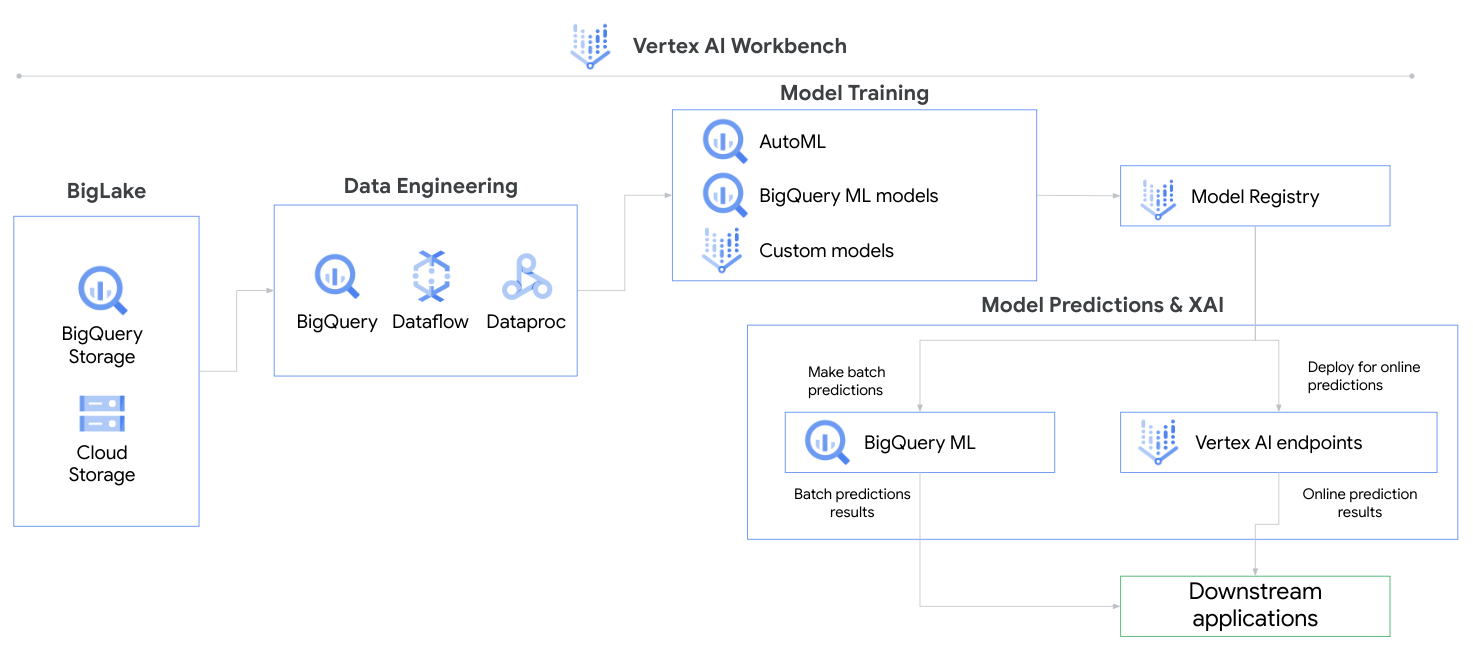 Vertex AI Workbench
BigLake
BigQuery
Storage
Cloud
Storage
Data Engineering
BigQuery
Dataflow
Dataproc
Model Training
AutoML
BigQuery ML models
Custom models
Model Registry
Model Predictions & XAI
Make batch
predictions
Deploy for online
predictions
BigQuery ML
Vertex AI endpoints
Batch predictions
results
Online prediction
results
Downstream
applications